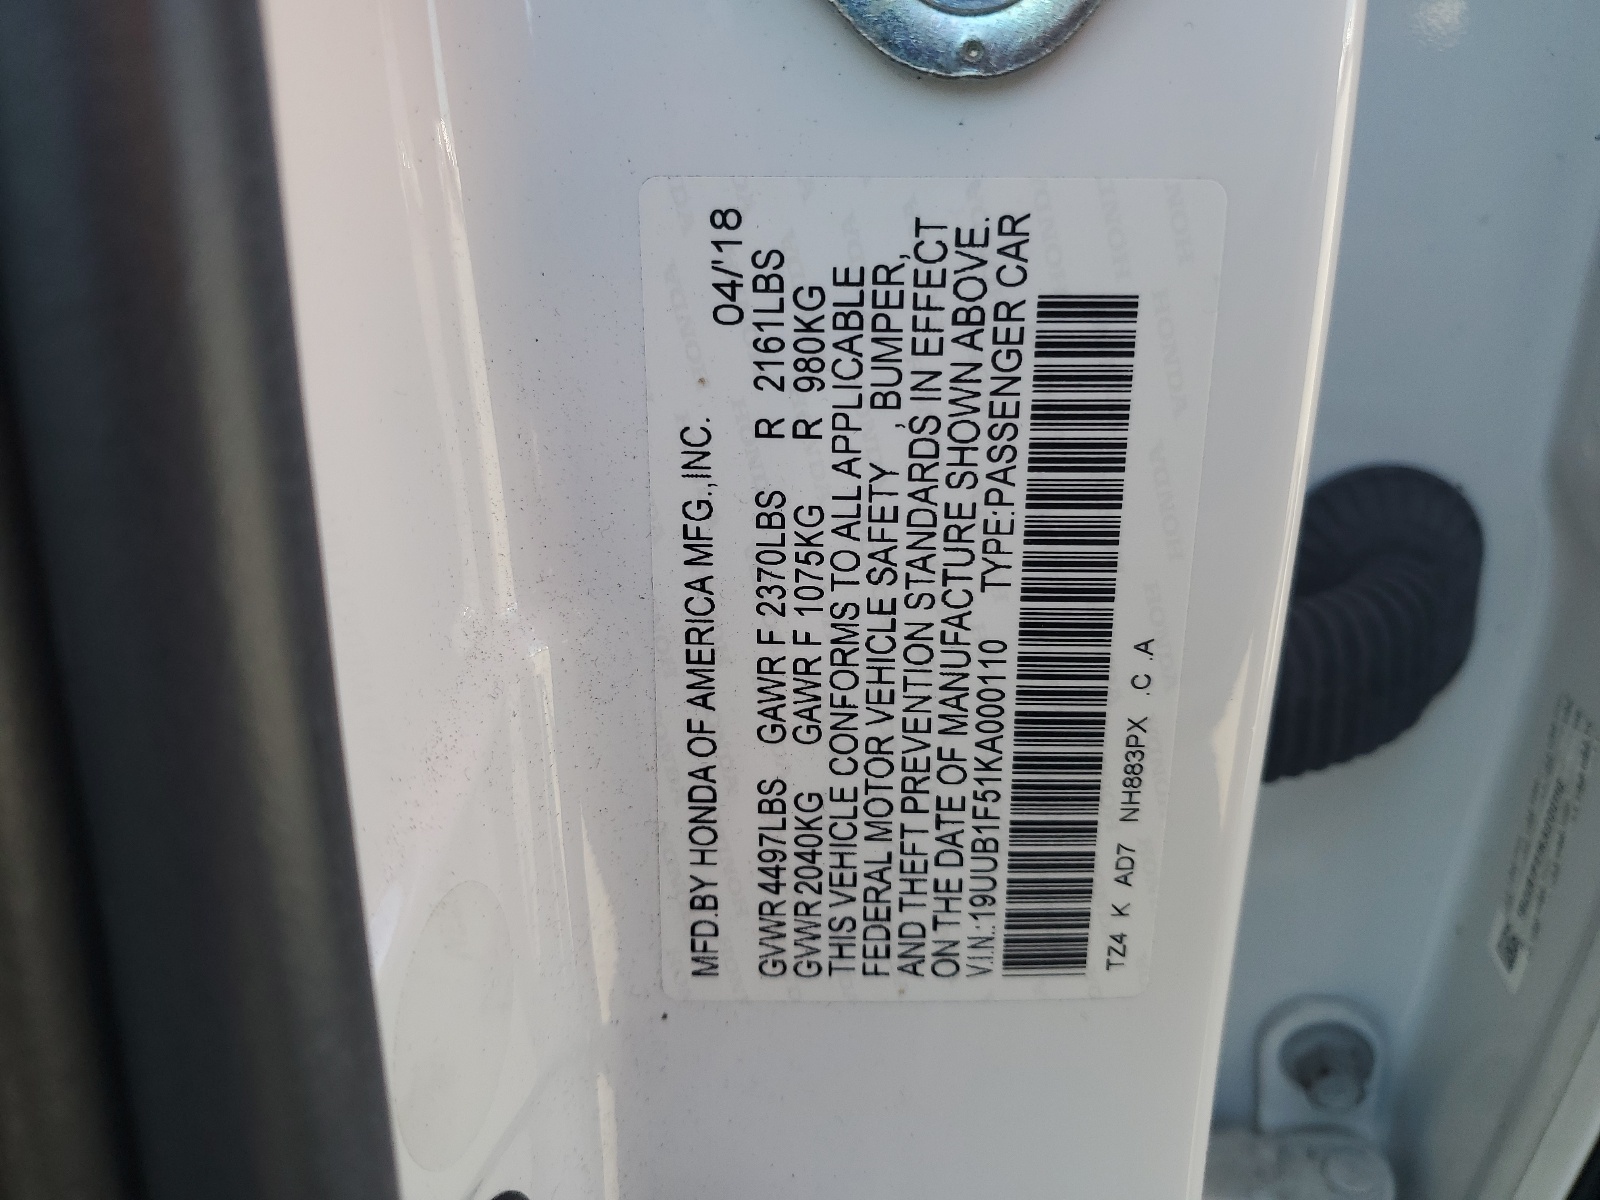 MFD.BY HONDA OF AMERICA MFG.,INC. 04/'18
GVWR 4497LBS GAWR F 2370LBS R 2161LBS
GVWR 2040KG GAWR F 1075KG R 980KG
THIS VEHICLE CONFORMS TO ALL APPLICABLE
FEDERAL MOTOR VEHICLE SAFETY , BUMPER,
AND THEFT PREVENTION STANDARDS, IN EFFECT
ON THE DATE OF MANUFACTURE SHOWN ABOVE.
V.I.N.:19UUB1F51KA000110 TYPE:PASSENGER CAR
TZ4 K AD7 NH883PX .C .A